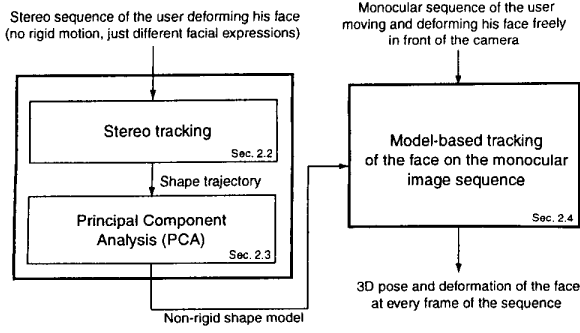 Stereo sequence of the user deforming his face
(no rigid motion, just different facial expressions)
Stereo tracking
Sec. 2.2
Shape trajectory
Principal Component
Analysis (PCA)
Sec. 2.3
Non-rigid shape model
Monocular sequence of the user
moving and deforming his face freely
in front of the camera
Model-based tracking
of the face on the monocular
image sequence
Sec. 2.4
3D pose and deformation of the face
at every frame of the sequence